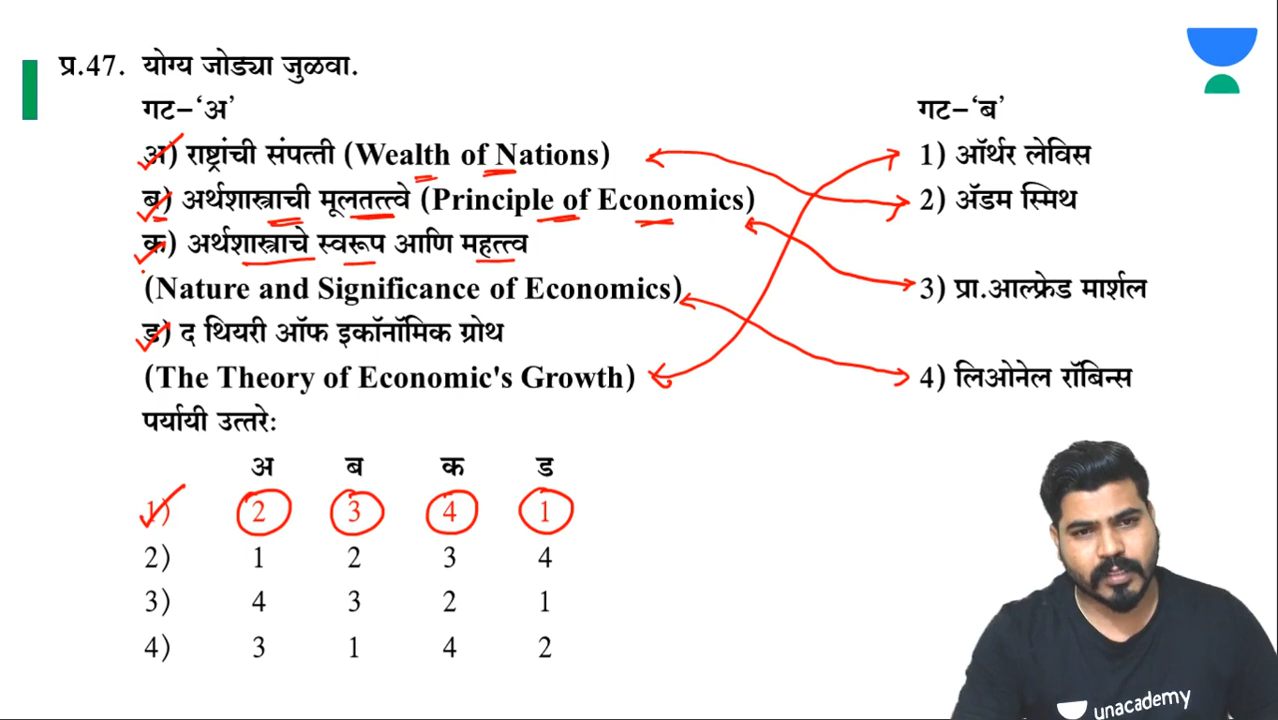 प्र.47. योग्य जोड्या जुळवा.
गट–‘अ’ गट–‘ब’
अ) राष्ट्रांची संपत्ती (Wealth of Nations) 1) ऑर्थर लेविस
ब) अर्थशास्त्राची मूलतत्त्वे (Principle of Economics) 2) ॲडम स्मिथ
क) अर्थशास्त्राचे स्वरूप आणि महत्त्व
(Nature and Significance of Economics) 3) प्रा.आल्फ्रेड मार्शल
ड) द थियरी ऑफ इकॉनॉमिक ग्रोथ
(The Theory of Economic's Growth) 4) लिओनेल रॉबिन्स
पर्यायी उत्तरे:
अ ब क ड
1) 2 3 4 1
2) 1 2 3 4
3) 4 3 2 1
4) 3 1 4 2
unacademy